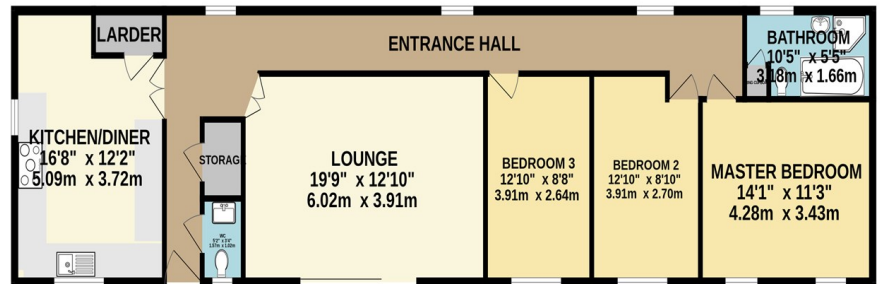 LARDER
ENTRANCE HALL
BATHROOM
10'5" x 5'5"
3.18m x 1.66m
KITCHEN/DINER
16'8" x 12'2"
5.09m x 3.72m
STORAGE
LOUNGE
19'9" x 12'10"
6.02m x 3.91m
BEDROOM 3
12'10" x 8'8"
3.91m x 2.64m
BEDROOM 2
12'10" x 8'10"
3.91m x 2.70m
MASTER BEDROOM
14'1" x 11'3"
4.28m x 3.43m
WC